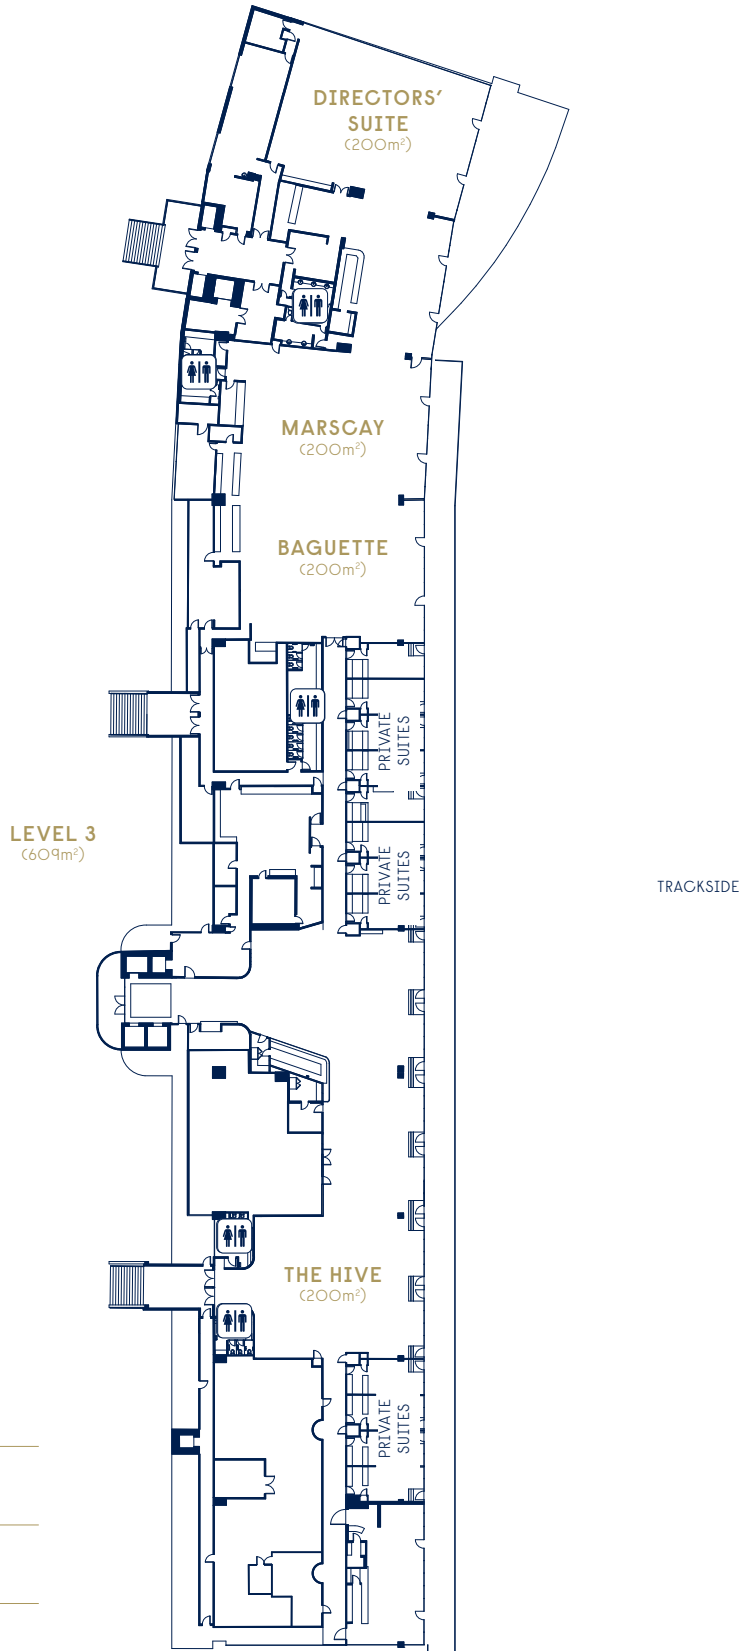 DIRECTORS'
SUITE
(200m²)
MARSCAY
(200m²)
BAGUETTE
(200m²)
PRIVATE
SUITES
LEVEL 3
(609m²)
PRIVATE
SUITES
TRACKSIDE
THE HIVE
(200m²)
PRIVATE
SUITES